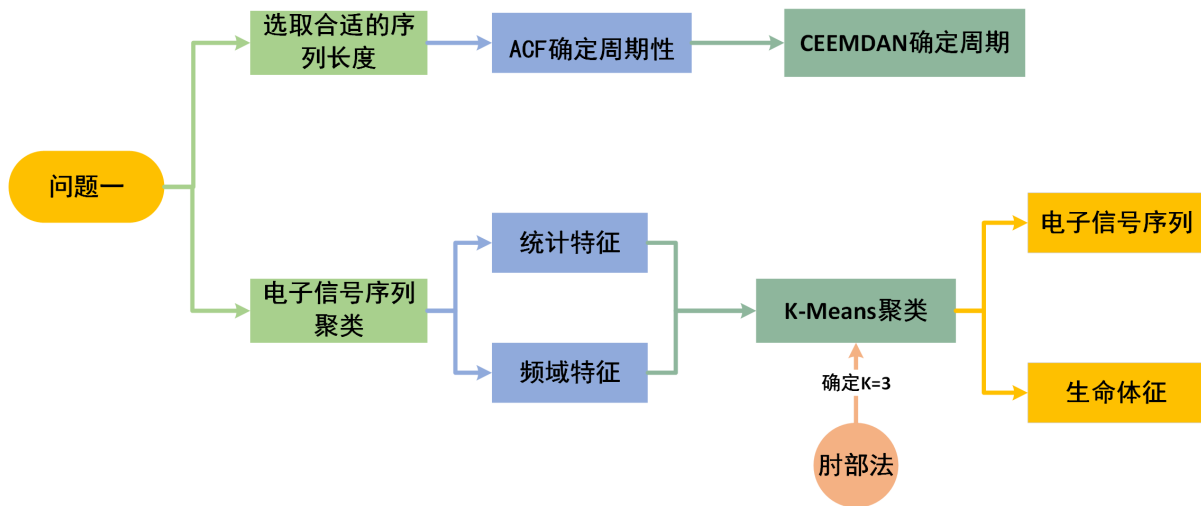 选取合适的序
列长度
ACF确定周期性
CEEMDAN确定周期
问题一
统计特征
电子信号序列
电子信号序列
聚类
K-Means聚类
频域特征
确定K=3
生命体征
肘部法